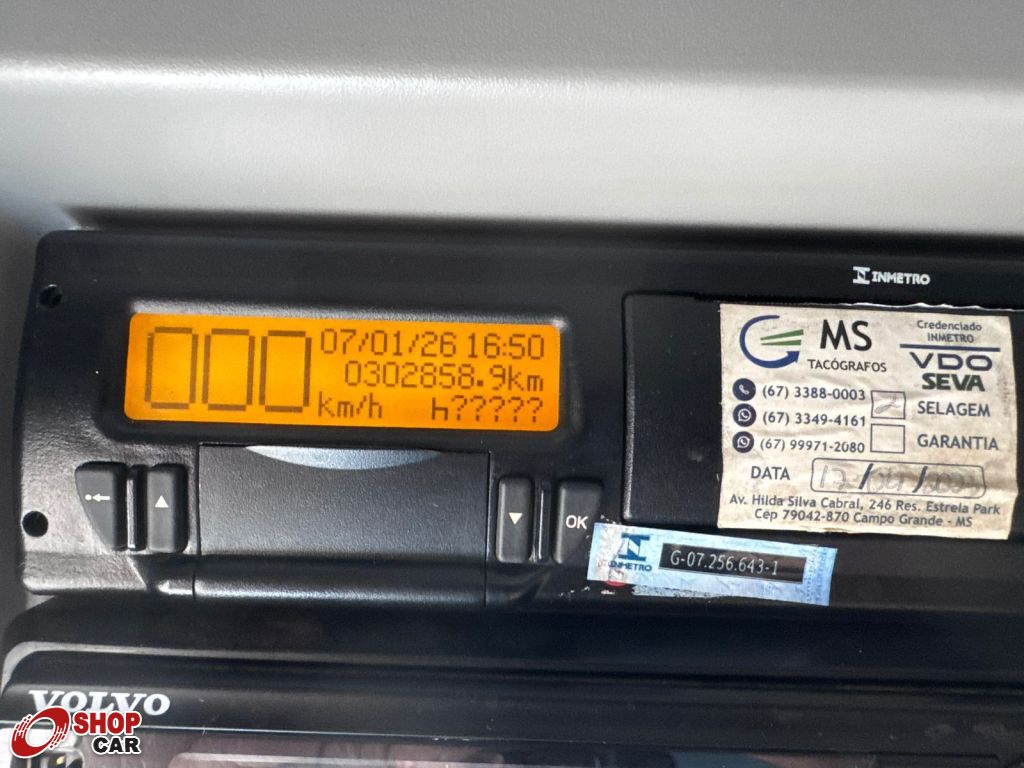 INMETRO
000 07/01/26 16:50
0302858.9km
km/h h?????
MS
TACÓGRAFOS
Credenciado
INMETRO
VDO
SEVA
(67) 3388-0003
(67) 3349-4161
(67) 99971-2080
SELAGEM
GARANTIA
DATA
Av. Hilda Silva Cabral, 246 Res. Estrela Park
Cep 79042-870 Campo Grande - MS
OK
INMETRO
G-07.256.643-1
VOLVO
SHOP
CAR